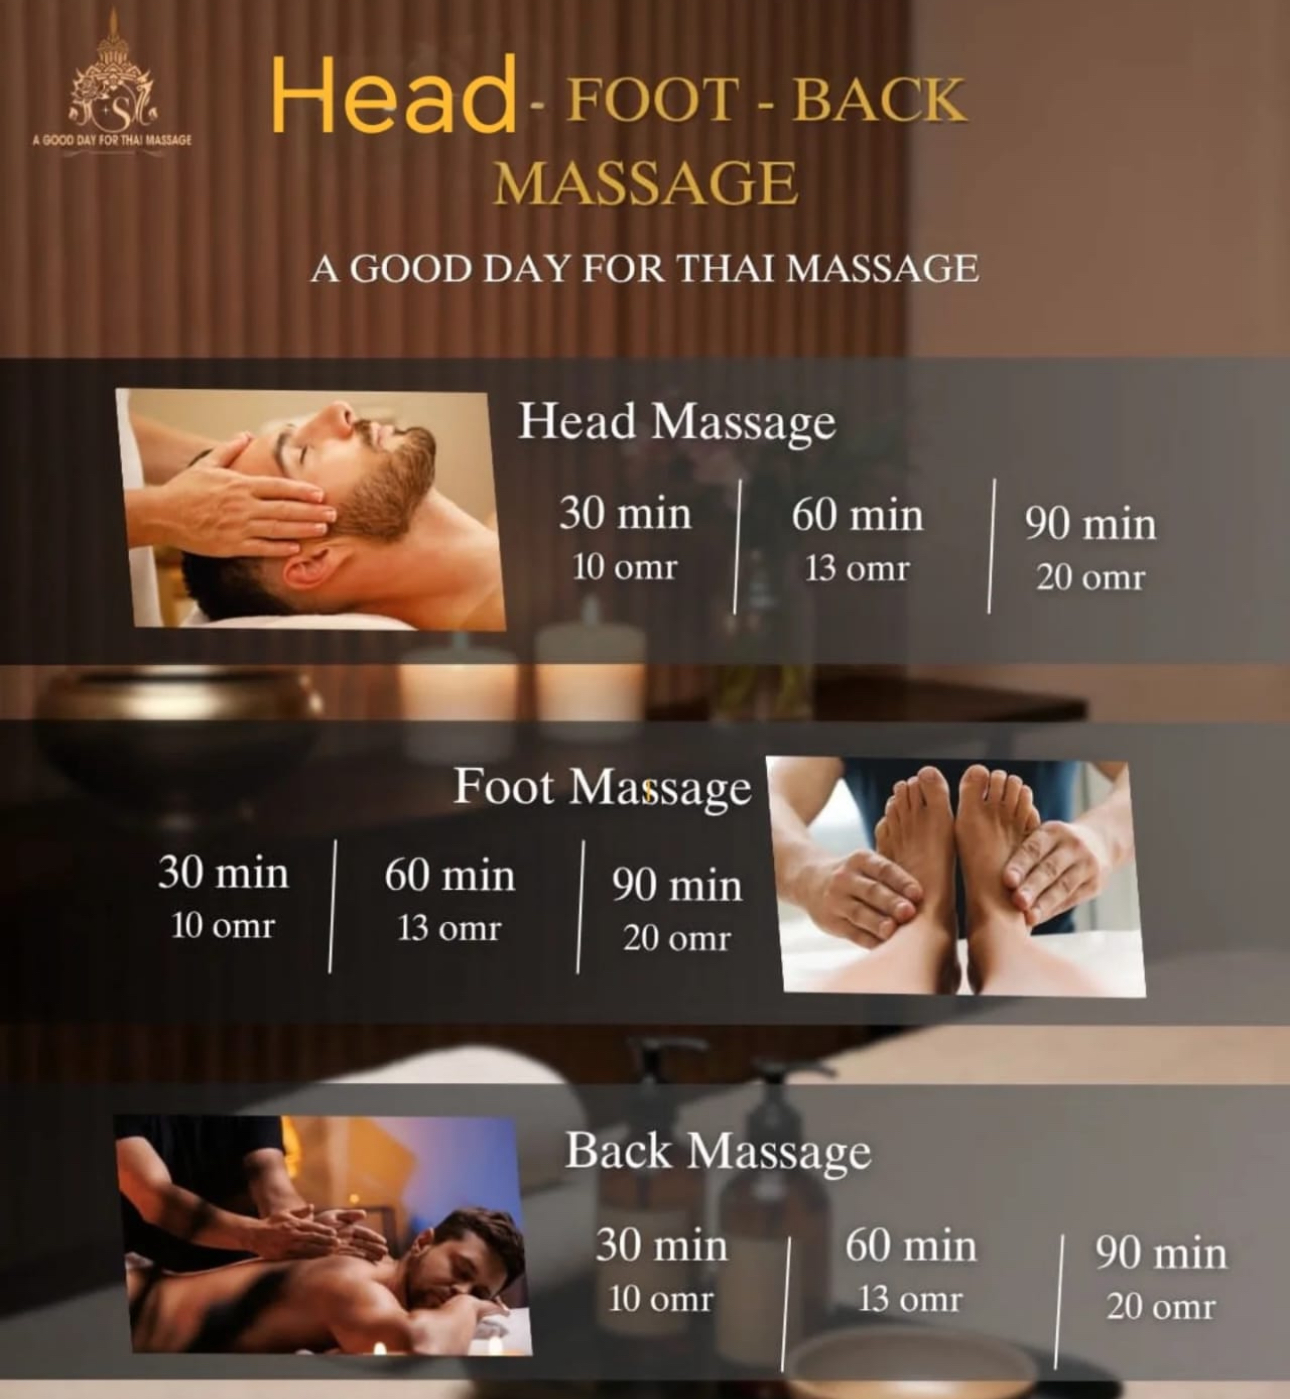 S
A GOOD DAY FOR THAI MASSAGE
Head - FOOT - BACK
MASSAGE
A GOOD DAY FOR THAI MASSAGE
Head Massage
30 min
10 omr
60 min
13 omr
90 min
20 omr
Foot Massage
30 min
10 omr
60 min
13 omr
90 min
20 omr
Back Massage
30 min
10 omr
60 min
13 omr
90 min
20 omr